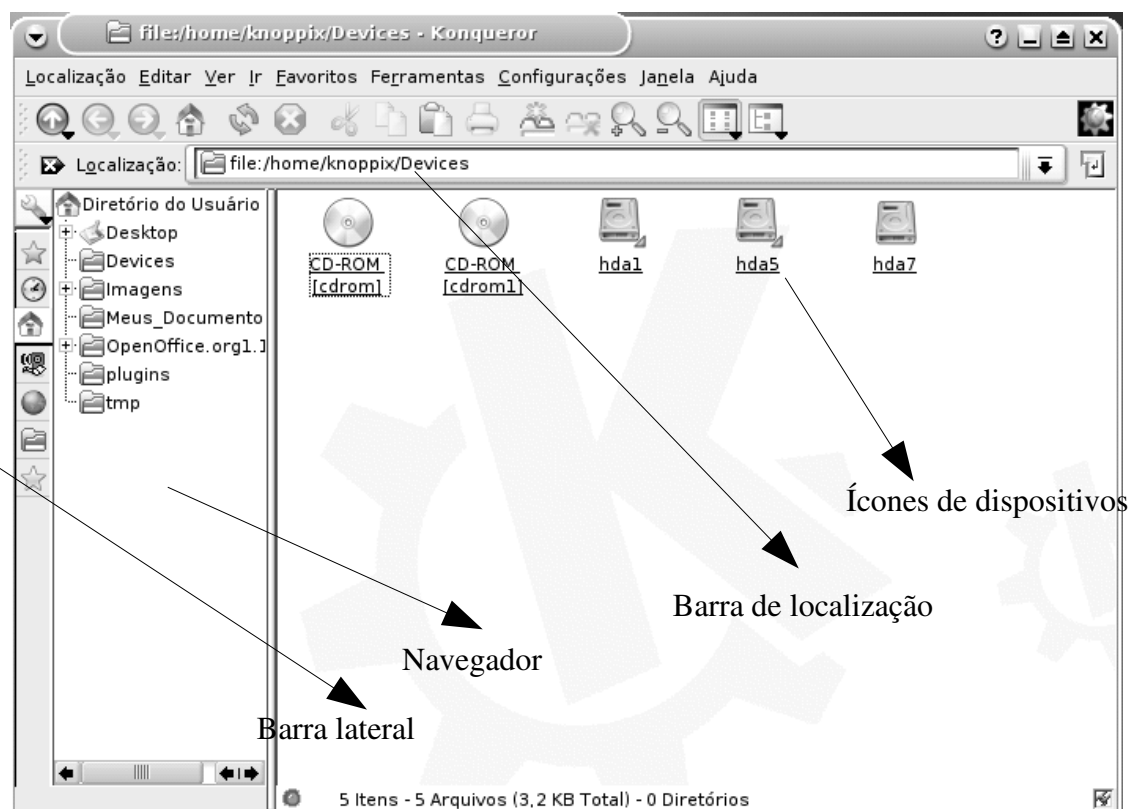 file:/home/knoppix/Devices - Konqueror
Localização Editar Ver Ir Favoritos Ferramentas Configurações Janela Ajuda
Localização: file:/home/knoppix/Devices
Diretório do Usuário
Desktop
Devices
Imagens
Meus_Documento
OpenOffice.org1.1
plugins
tmp
CD-ROM
[cdrom]
CD-ROM
[cdrom1]
hda1
hda5
hda7
Ícones de dispositivos
Barra de localização
Navegador
Barra lateral
5 Itens - 5 Arquivos (3,2 KB Total) - 0 Diretórios